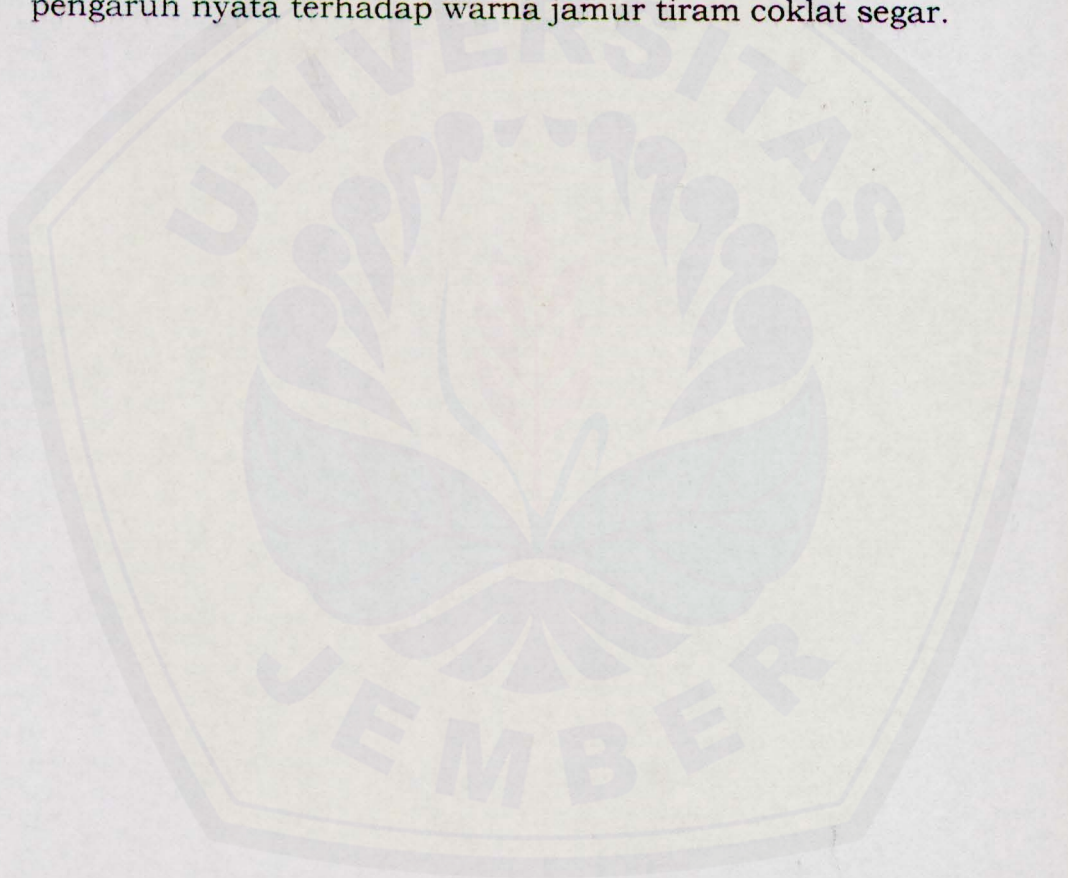 pengaruh nyata terhadap warna jamur tiram coklat segar.
UNIVERSITAS
JEMBER